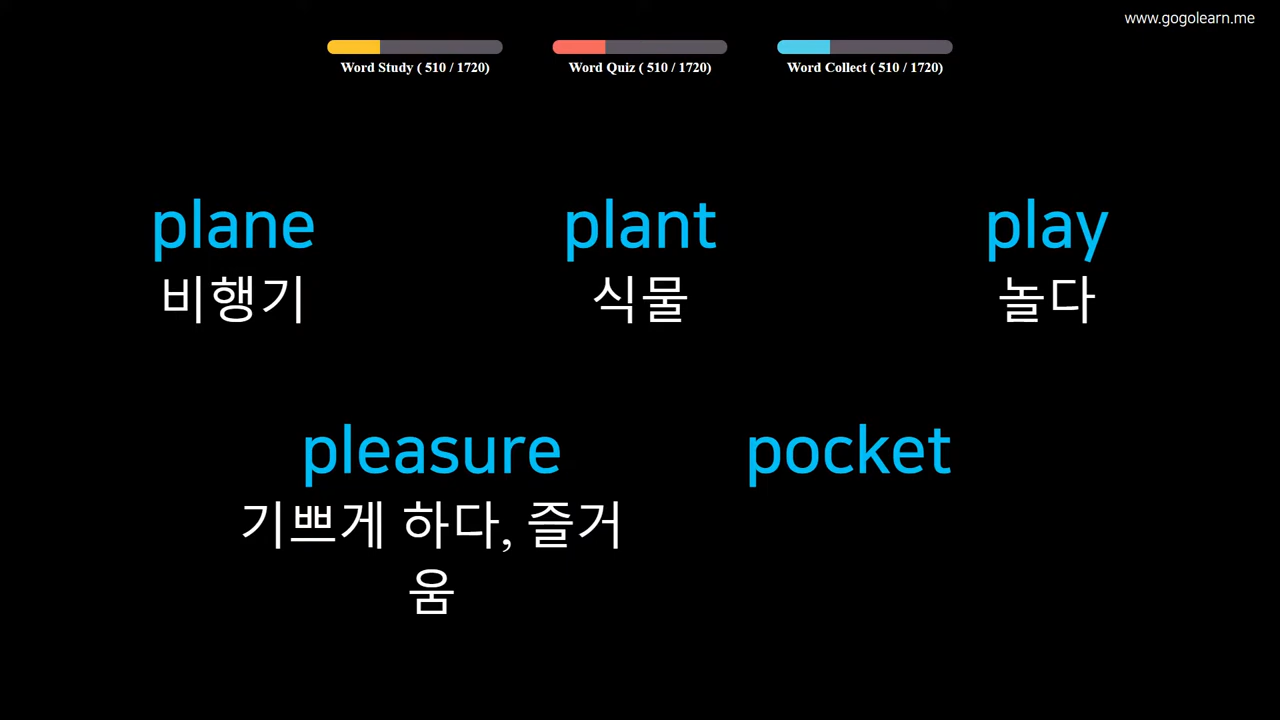 www.gogolearn.me
Word Study ( 510 / 1720)
Word Quiz ( 510 / 1720)
Word Collect ( 510 / 1720)
plane
비행기
plant
식물
play
놀다
pleasure
기쁘게 하다, 즐거
움
pocket